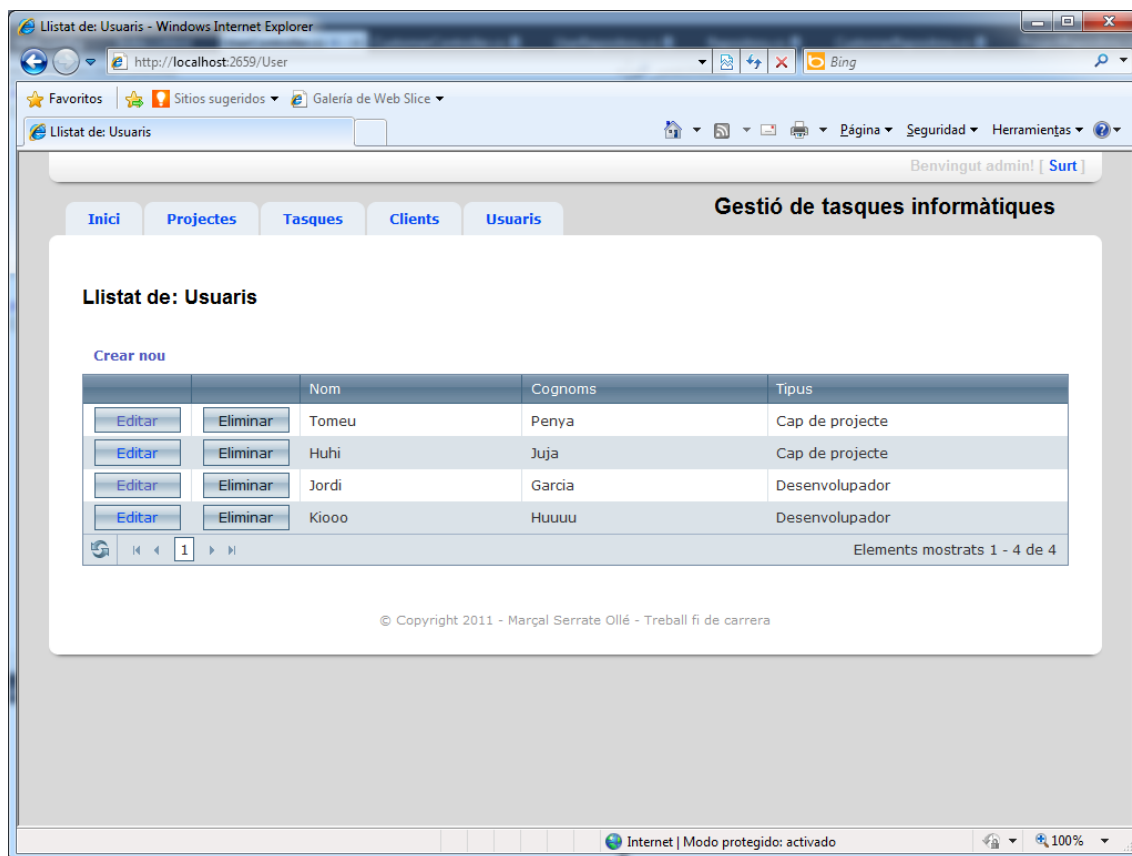 Llistat de: Usuaris - Windows Internet Explorer
http://localhost:2659/User
Bing
Favoritos Sitios sugeridos Galería de Web Slice
Llistat de: Usuaris Página Seguridad Herramientas
Benvingut admin! [ Surt ]
Gestió de tasques informàtiques
Inici Projectes Tasques Clients Usuaris
Llistat de: Usuaris
Crear nou
Nom Cognoms Tipus
Editar Eliminar Tomeu Penya Cap de projecte
Editar Eliminar Huhi Juja Cap de projecte
Editar Eliminar Jordi Garcia Desenvolupador
Editar Eliminar Kiooo Huuuu Desenvolupador
1 Elements mostrats 1 - 4 de 4
© Copyright 2011 - Marçal Serrate Ollé - Treball fi de carrera
Internet | Modo protegido: activado 100%